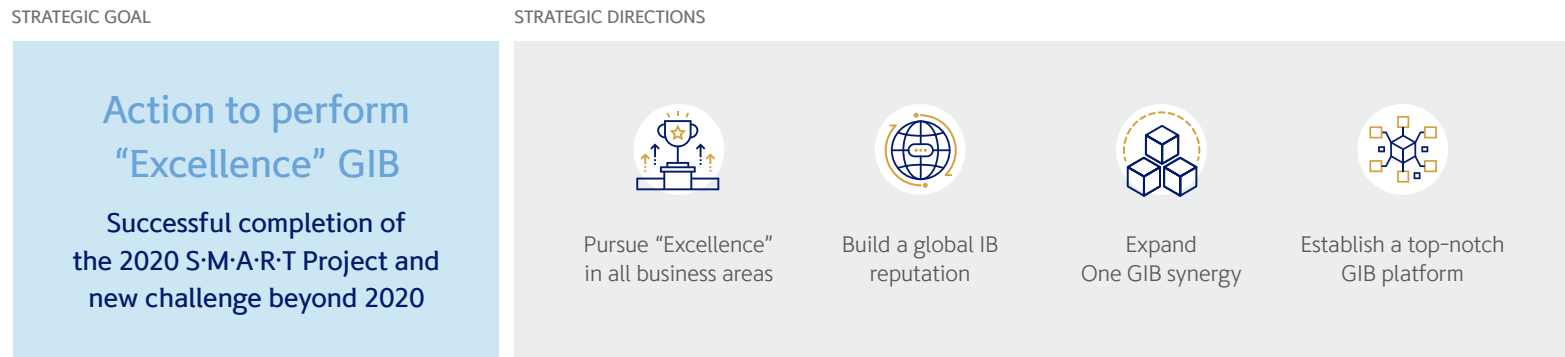 STRATEGIC GOAL
Action to perform
“Excellence” GIB
Successful completion of
the 2020 S·M·A·R·T Project and
new challenge beyond 2020
STRATEGIC DIRECTIONS
Pursue “Excellence”
in all business areas
Build a global IB
reputation
Expand
One GIB synergy
Establish a top-notch
GIB platform